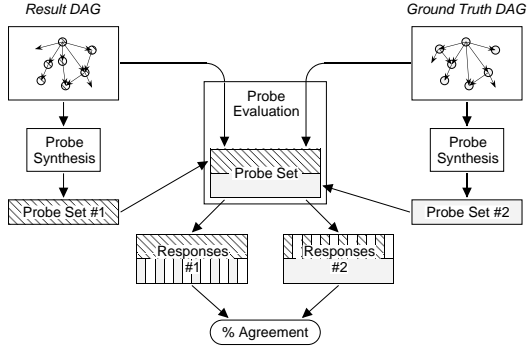 Result DAG
Ground Truth DAG
Probe
Evaluation
Probe
Synthesis
Probe Set
Probe
Synthesis
Probe Set #1
Probe Set #2
Responses
#1
Responses
#2
% Agreement